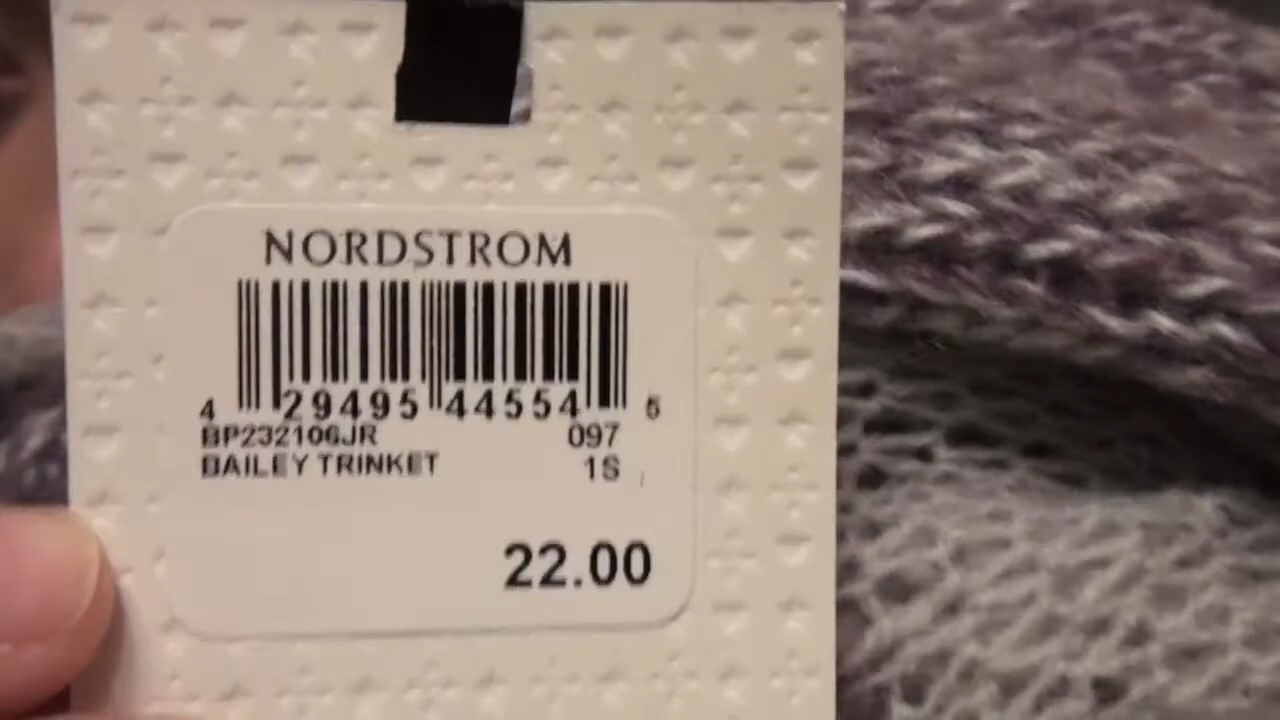 NORDSTROM
4 29495 44554 5
BP232106JR 097
BAILEY TRINKET 1S
22.00